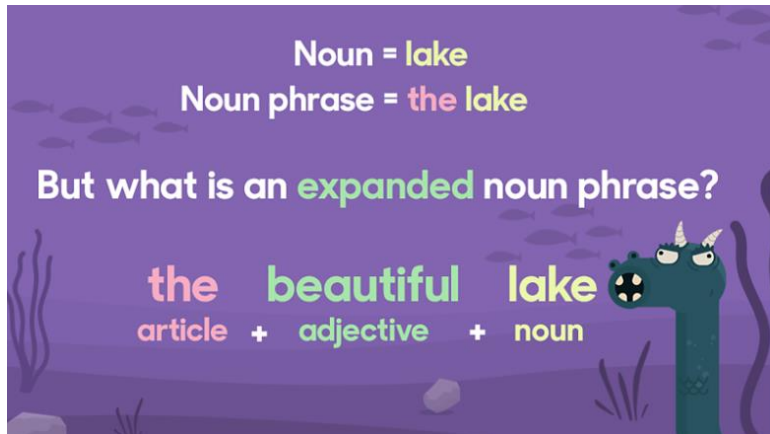 Noun = lake
Noun phrase = the lake
But what is an expanded noun phrase?
the beautiful lake
article + adjective + noun